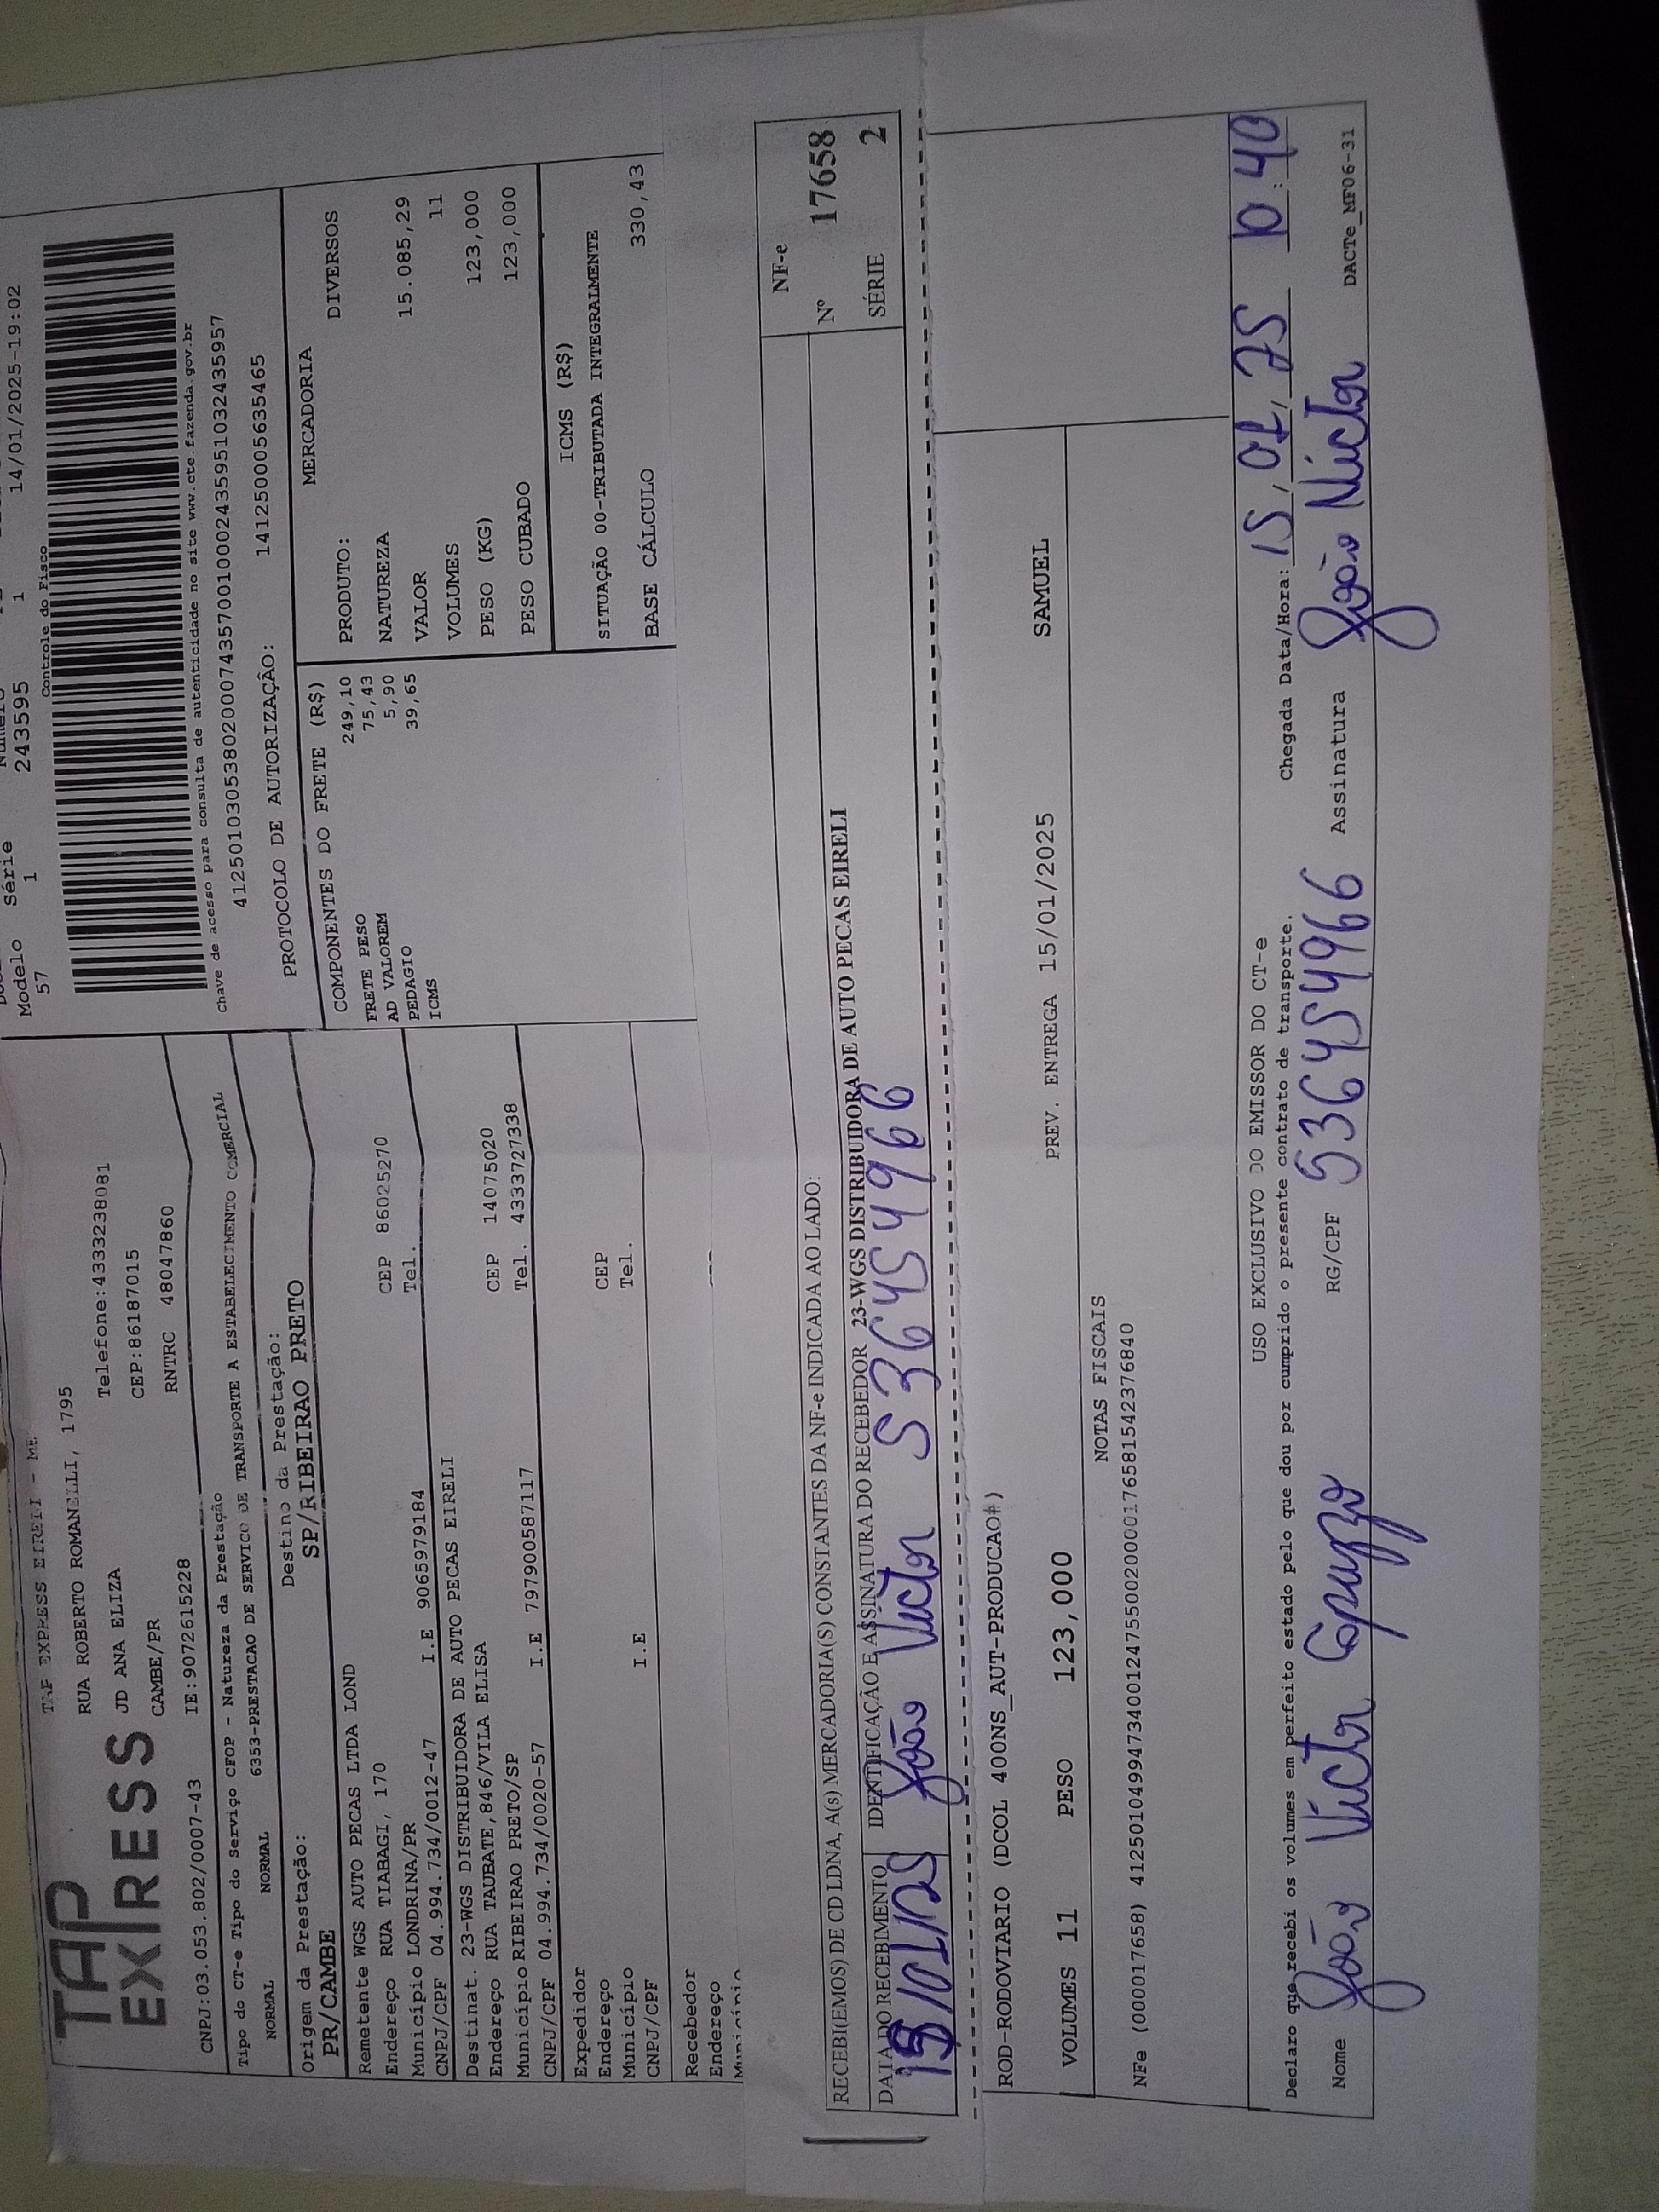 Modelo Série Número
57 1 243595 1 14/01/2025-19:02
TAP
EXPRESS
TAP EXPRESS EIRELI - ME
RUA ROBERTO ROMANELLI, 1795
Telefone:4333238081
JD ANA ELIZA
CEP:86187015
CAMBE/PR
RNTRC 48047860
CNPJ:03.053.802/0007-43 IE:9072615228
Controle do Fisco
Chave de acesso para consulta de autenticidade no site www.cte.fazenda.gov.br
41250103053802000743570010002435951032435957
PROTOCOLO DE AUTORIZAÇÃO: 141250005635465
Tipo do CT-e Tipo do Serviço CFOP - Natureza da Prestação
NORMAL NORMAL 6353-PRESTACAO DE SERVICO DE TRANSPORTE A ESTABELECIMENTO COMERCIAL
Origem da Prestação: Destino da Prestação:
PR/CAMBE SP/RIBEIRAO PRETO
Remetente WGS AUTO PECAS LTDA LOND
Endereço RUA TIABAGI, 170 CEP 86025270
Município LONDRINA/PR Tel.
CNPJ/CPF 04.994.734/0012-47 I.E 9065979184
Destinat. 23-WGS DISTRIBUIDORA DE AUTO PECAS EIRELI
Endereço RUA TAUBATE,846/VILA ELISA CEP 14075020
Município RIBEIRAO PRETO/SP Tel. 4333727338
CNPJ/CPF 04.994.734/0020-57 I.E 797900587117
Expedidor
Endereço CEP
Município Tel.
CNPJ/CPF I.E
Recebedor
Endereço
Município
COMPONENTES DO FRETE (R$)
FRETE PESO 249,10
AD VALOREM 75,43
PEDAGIO 5,90
ICMS 39,65
MERCADORIA
PRODUTO: DIVERSOS
NATUREZA
VALOR 15.085,29
VOLUMES 11
PESO (KG) 123,000
PESO CUBADO 123,000
ICMS (R$)
SITUAÇÃO 00-TRIBUTADA INTEGRALMENTE
BASE CÁLCULO 330,43
RECEBI(EMOS) DE CD LDNA, A(s) MERCADORIA(S) CONSTANTES DA NF-e INDICADA AO LADO:
DATA DO RECEBIMENTO IDENTIFICAÇÃO E ASSINATURA DO RECEBEDOR 23-WGS DISTRIBUIDORA DE AUTO PECAS EIRELI
15/01/25 João Victor 536454966
NF-e
Nº 17658
SÉRIE 2
ROD-RODOVIARIO (DCOL 400NS_AUT-PRODUCAO#)
VOLUMES 11 PESO 123,000 PREV. ENTREGA 15/01/2025 SAMUEL
NOTAS FISCAIS
NFe (000017658) 41250104994734001247550020000176581542376840
USO EXCLUSIVO DO EMISSOR DO CT-e
Declaro que recebi os volumes em perfeito estado pelo que dou por cumprido o presente contrato de transporte. Chegada Data/Hora: 15,01,25 10:40
Nome João Victor RG/CPF 536454966 Assinatura João Victor
DACTe_MF06-31